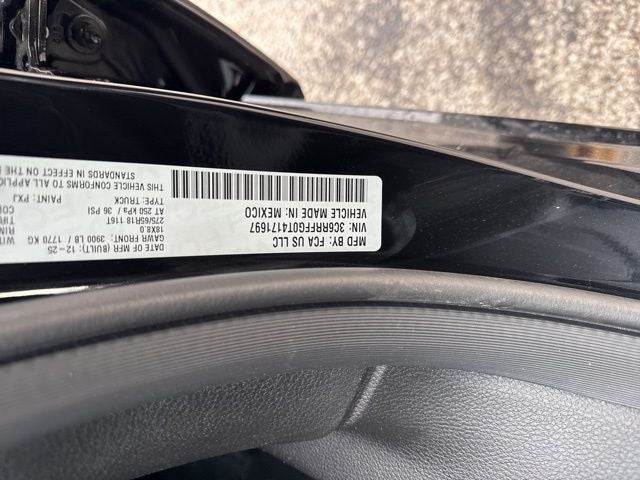 MFD BY: FCA US LLC
DATE OF MFR (BUILT): 12-25
GAWR FRONT: 3900 LB / 1770 KG
WIT
18X8.0
RIM
275/65R18 116T
AT 250 kPa / 36 PSI
VIN: 3C6RRFFG0T4171697
VEHICLE MADE IN: MEXICO
TYPE: TRUCK
PAINT: PXJ
THIS VEHICLE CONFORMS TO ALL APPLIC
STANDARDS IN EFFECT ON THE